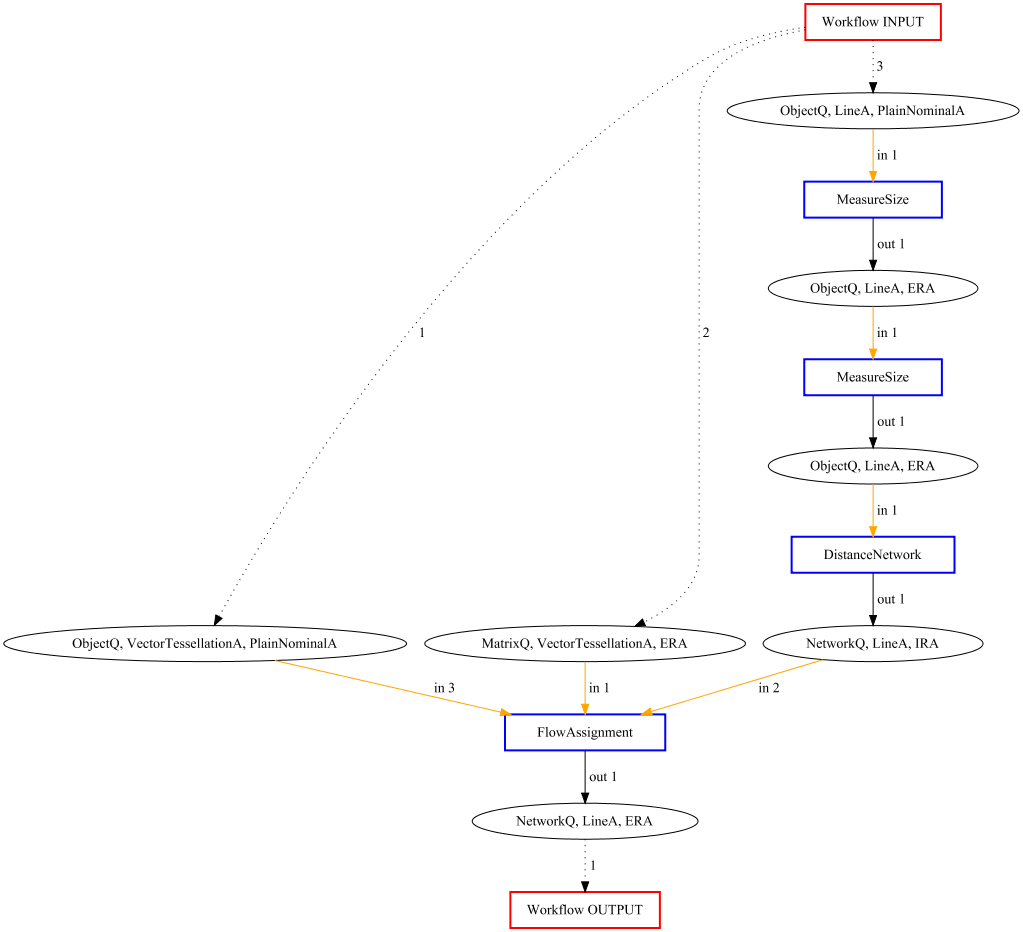 Workflow INPUT
3
ObjectQ, LineA, PlainNominalA
in 1
MeasureSize
out 1
ObjectQ, LineA, ERA
1
2
in 1
MeasureSize
out 1
ObjectQ, LineA, ERA
in 1
DistanceNetwork
out 1
ObjectQ, VectorTessellationA, PlainNominalA
MatrixQ, VectorTessellationA, ERA
NetworkQ, LineA, IRA
in 3
in 1
in 2
FlowAssignment
out 1
NetworkQ, LineA, ERA
1
Workflow OUTPUT